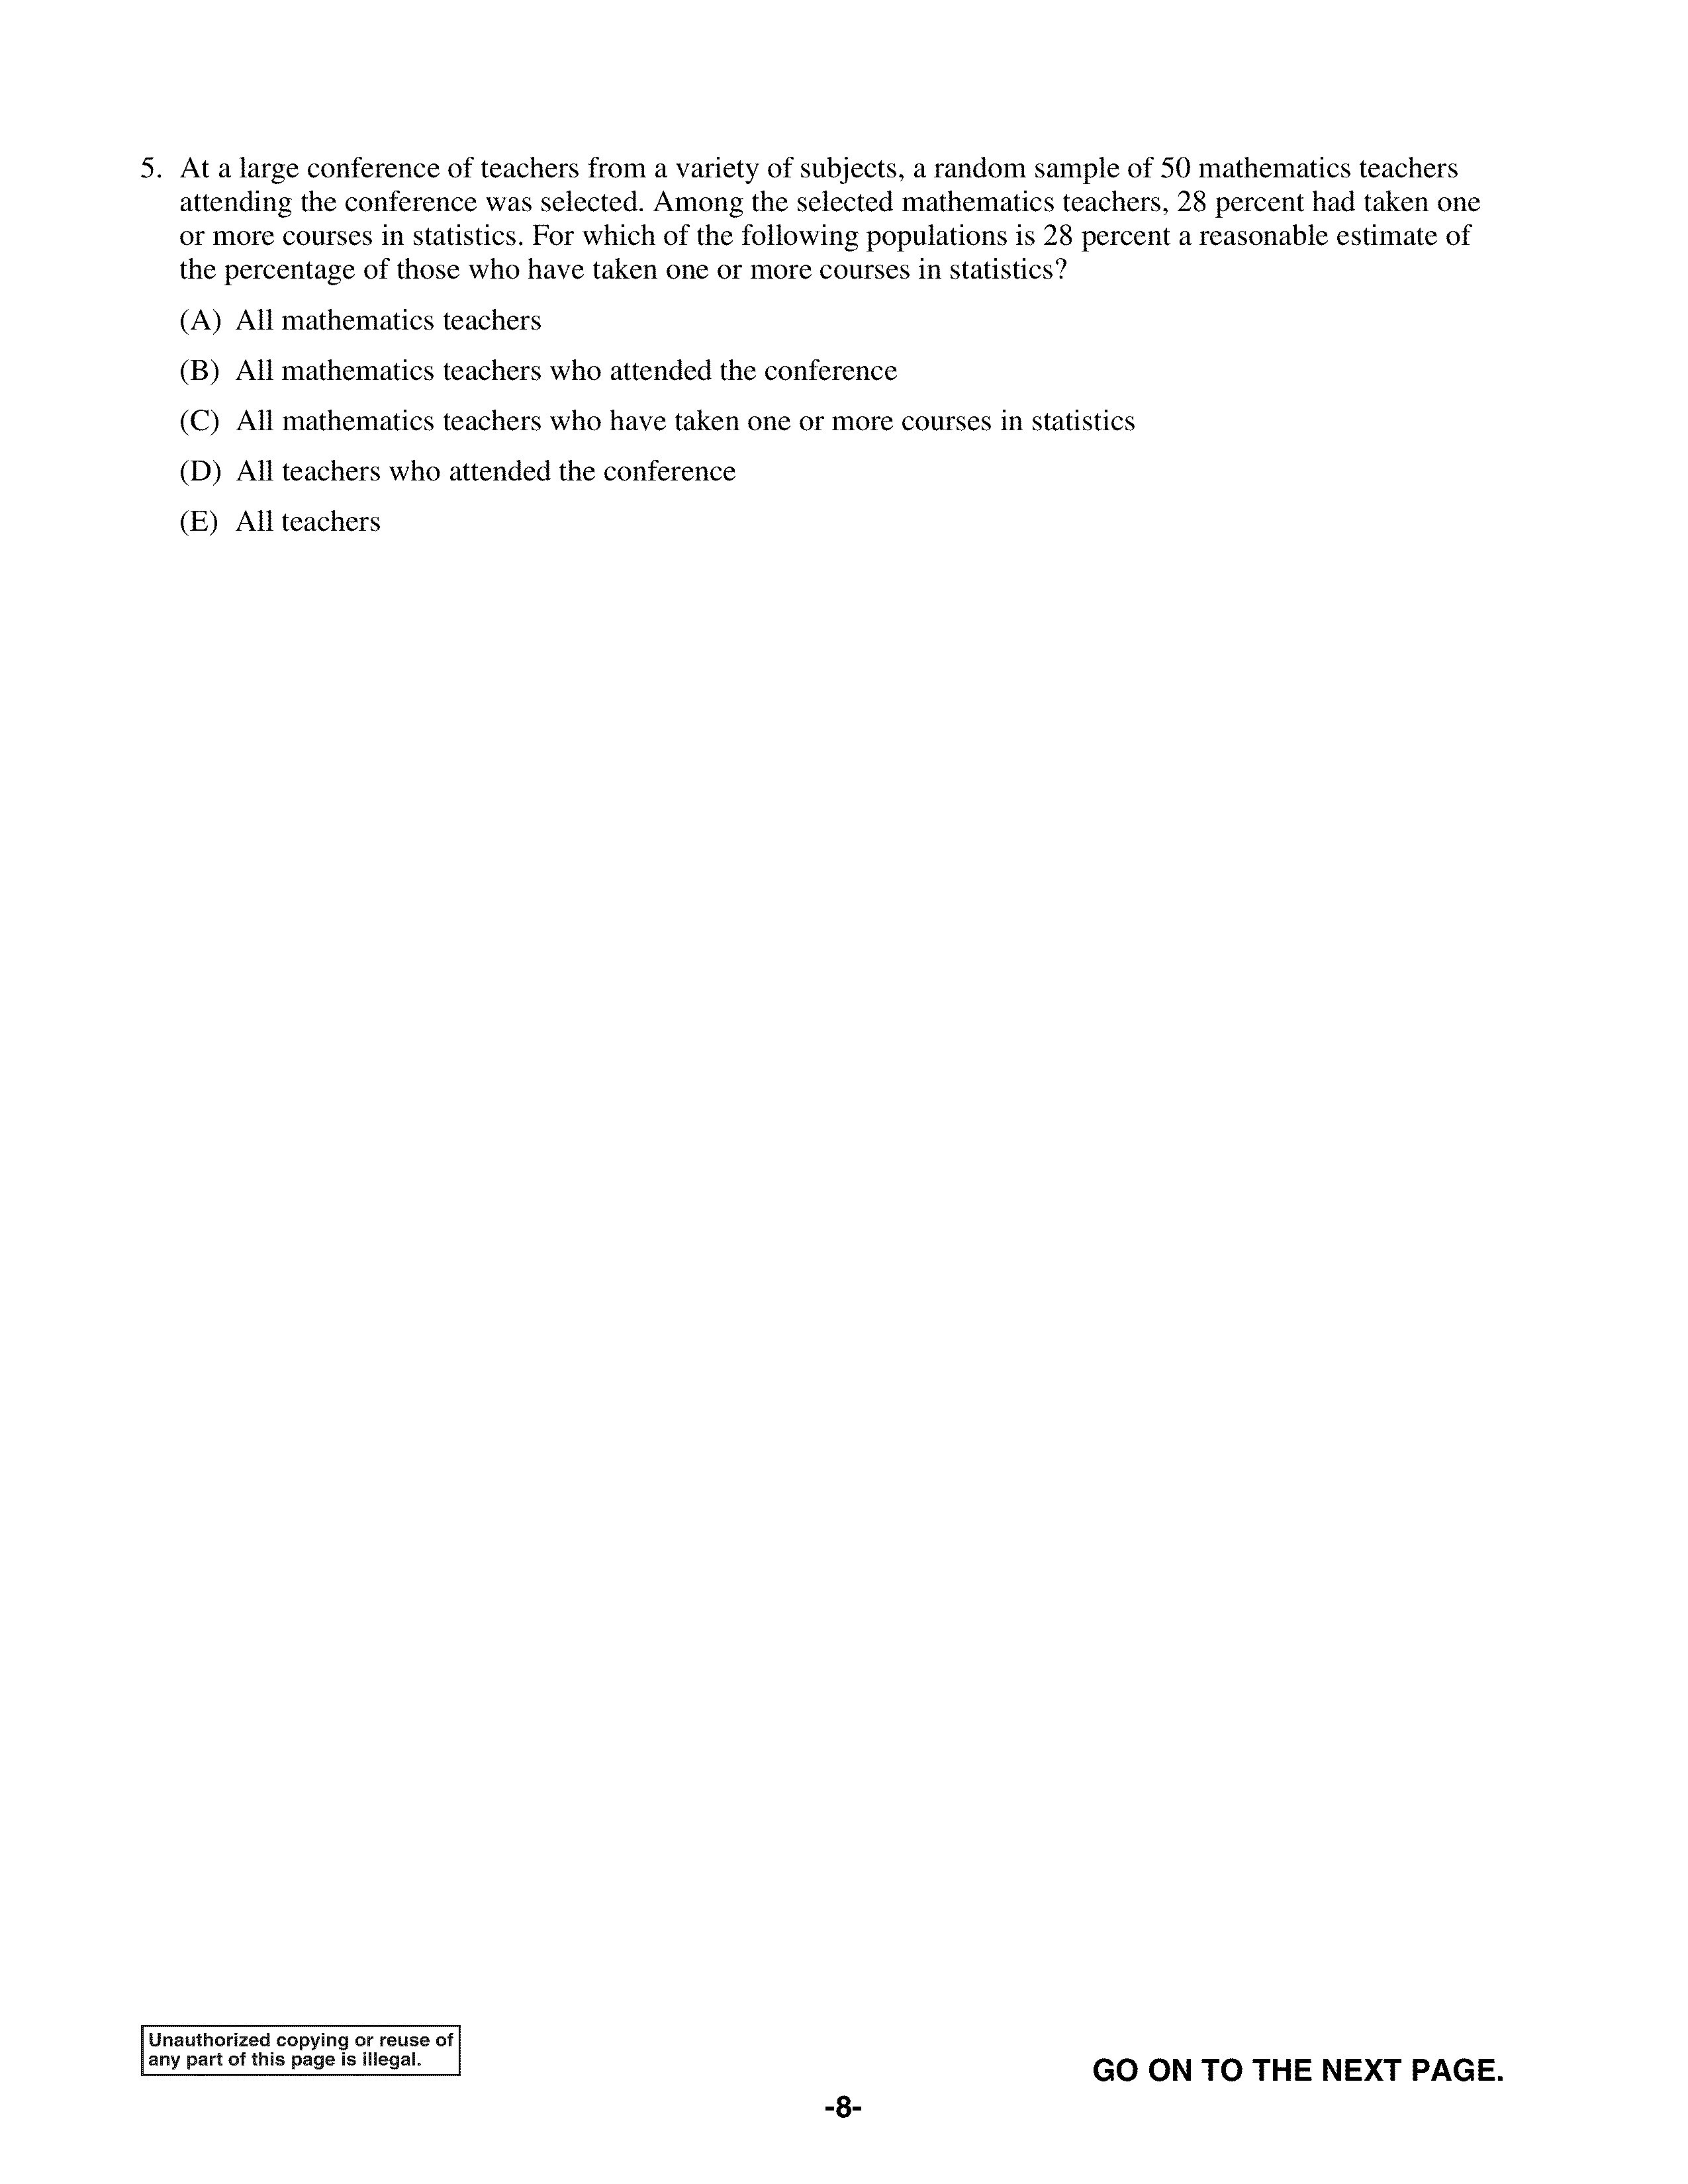 5. At a large conference of teachers from a variety of subjects, a random sample of 50 mathematics teachers
attending the conference was selected. Among the selected mathematics teachers, 28 percent had taken one
or more courses in statistics. For which of the following populations is 28 percent a reasonable estimate of
the percentage of those who have taken one or more courses in statistics?
(A) All mathematics teachers
(B) All mathematics teachers who attended the conference
(C) All mathematics teachers who have taken one or more courses in statistics
(D) All teachers who attended the conference
(E) All teachers
Unauthorized copying or reuse of
any part of this page is illegal.
GO ON TO THE NEXT PAGE.
-8-